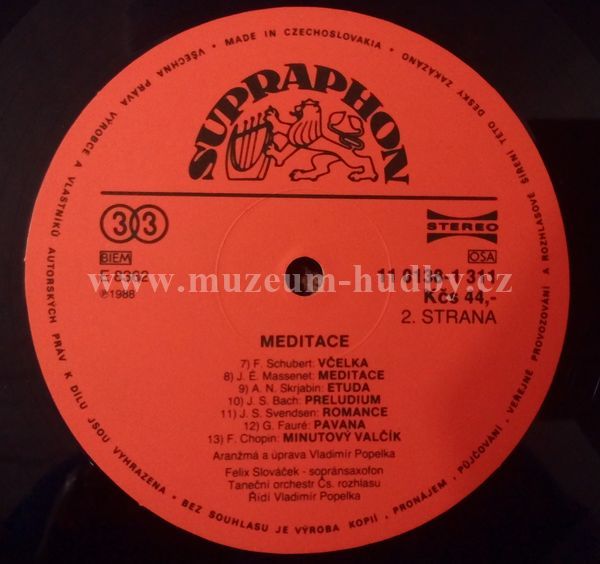 VŠECHNA PRÁVA VÝROBCE A VLASTNÍKŮ AUTORSKÝCH PRÁV K DÍLU JSOU VYHRAZENA • BEZ SOUHLASU JE VÝROBA KOPIÍ, PRONÁJEM, PŮJČOVÁNÍ, VEŘEJNÉ PROVOZOVÁNÍ A ROZHLASOVÉ ŠÍŘENÍ TÉTO DESKY ZAKÁZÁNO • MADE IN CZECHOSLOVAKIA •
SUPRAPHON
33
STEREO
BIEM
OSA
www.muzeum-hudby.cz
℗1988
Kčs 44,-
2. STRANA
MEDITACE
7) F. Schubert: VČELKA
8) J. É. Massenet: MEDITACE
9) A. N. Skrjabin: ETUDA
10) J. S. Bach: PRELUDIUM
11) J. S. Svendsen: ROMANCE
12) G. Fauré: PAVANA
13) F. Chopin: MINUTOVÝ VALČÍK
Aranžmá a úprava Vladimír Popelka
Felix Slováček - sopránsaxofon
Taneční orchestr Čs. rozhlasu
Řídí Vladimír Popelka